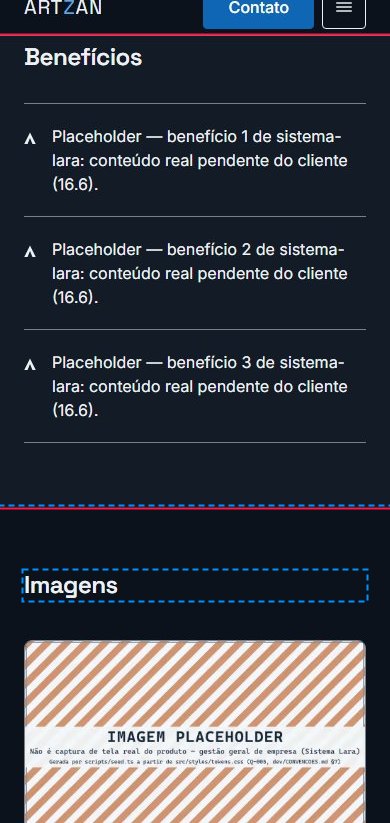 ARTZAN
Contato
Benefícios
Placeholder — benefício 1 de sistema-
lara: conteúdo real pendente do cliente
(16.6).
Placeholder — benefício 2 de sistema-
lara: conteúdo real pendente do cliente
(16.6).
Placeholder — benefício 3 de sistema-
lara: conteúdo real pendente do cliente
(16.6).
Imagens
IMAGEM PLACEHOLDER
Não é captura de tela real do produto — gestão geral de empresa (Sistema Lara)
Gerada por scripts/seed.ts a partir de src/styles/tokens.css (Q-005, dev/CONVENCOES.md §7)